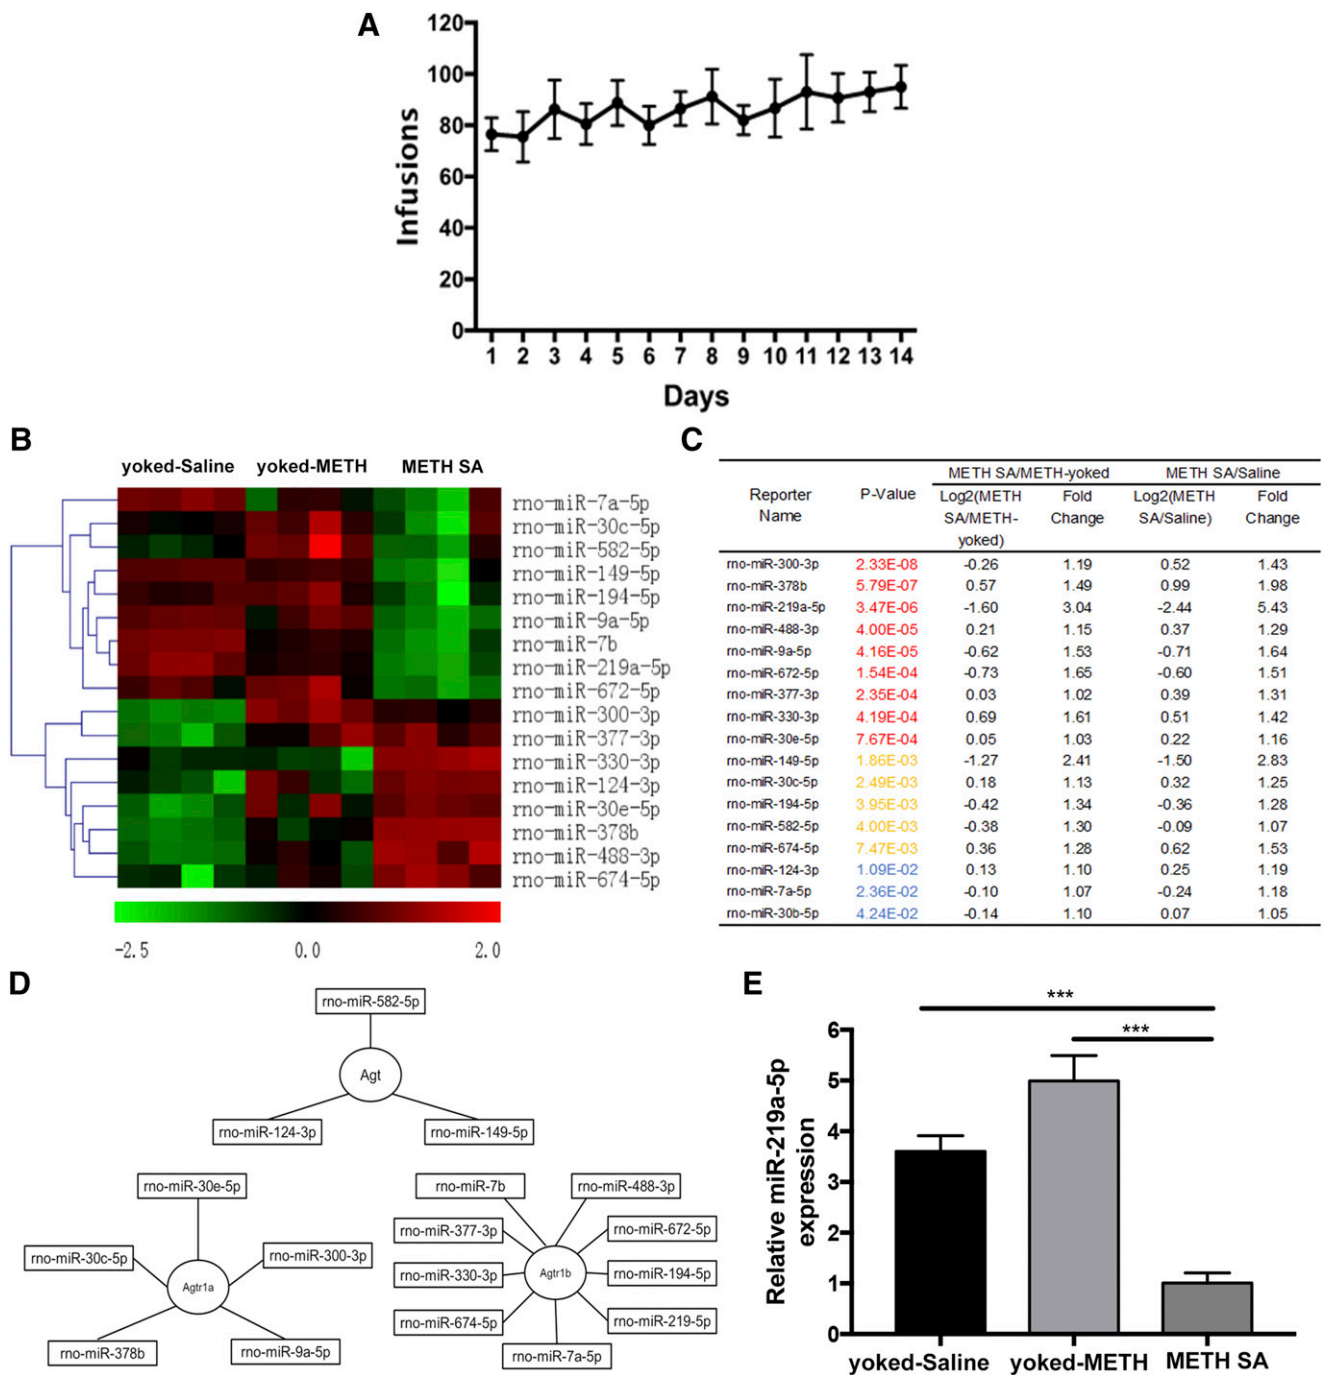 A
120
100
80
60
40
20
0
Infusions
1 2 3 4 5 6 7 8 9 10 11 12 13 14
Days
B
yoked-Saline yoked-METH METH SA
rno-miR-7a-5p
rno-miR-30c-5p
rno-miR-582-5p
rno-miR-149-5p
rno-miR-194-5p
rno-miR-9a-5p
rno-miR-7b
rno-miR-219a-5p
rno-miR-672-5p
rno-miR-300-3p
rno-miR-377-3p
rno-miR-330-3p
rno-miR-124-3p
rno-miR-30e-5p
rno-miR-378b
rno-miR-488-3p
rno-miR-674-5p
-2.5 0.0 2.0
C
METH SA/METH-yoked METH SA/Saline
Reporter Name P-Value Log2(METH SA/METH-yoked) Fold Change Log2(METH SA/Saline) Fold Change
rno-miR-300-3p 2.33E-08 -0.26 1.19 0.52 1.43
rno-miR-378b 5.79E-07 0.57 1.49 0.99 1.98
rno-miR-219a-5p 3.47E-06 -1.60 3.04 -2.44 5.43
rno-miR-488-3p 4.00E-05 0.21 1.15 0.37 1.29
rno-miR-9a-5p 4.16E-05 -0.62 1.53 -0.71 1.64
rno-miR-672-5p 1.54E-04 -0.73 1.65 -0.60 1.51
rno-miR-377-3p 2.35E-04 0.03 1.02 0.39 1.31
rno-miR-330-3p 4.19E-04 0.69 1.61 0.51 1.42
rno-miR-30e-5p 7.67E-04 0.05 1.03 0.22 1.16
rno-miR-149-5p 1.86E-03 -1.27 2.41 -1.50 2.83
rno-miR-30c-5p 2.49E-03 0.18 1.13 0.32 1.25
rno-miR-194-5p 3.95E-03 -0.42 1.34 -0.36 1.28
rno-miR-582-5p 4.00E-03 -0.38 1.30 -0.09 1.07
rno-miR-674-5p 7.47E-03 0.36 1.28 0.62 1.53
rno-miR-124-3p 1.09E-02 0.13 1.10 0.25 1.19
rno-miR-7a-5p 2.36E-02 -0.10 1.07 -0.24 1.18
rno-miR-30b-5p 4.24E-02 -0.14 1.10 0.07 1.05
D
rno-miR-582-5p
Agt
rno-miR-124-3p rno-miR-149-5p
rno-miR-30e-5p
rno-miR-30c-5p rno-miR-300-3p
Agtr1a
rno-miR-378b rno-miR-9a-5p
rno-miR-7b rno-miR-488-3p
rno-miR-377-3p rno-miR-672-5p
rno-miR-330-3p Agtr1b rno-miR-194-5p
rno-miR-674-5p rno-miR-219-5p
rno-miR-7a-5p
E
***
***
Relative miR-219a-5p
expression
6
5
4
3
2
1
0
yoked-Saline yoked-METH METH SA